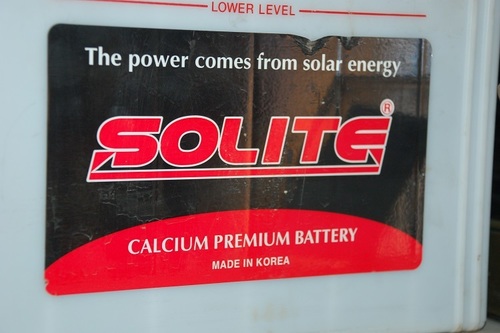 LOWER LEVEL
The power comes from solar energy
SOLITE®
CALCIUM PREMIUM BATTERY
MADE IN KOREA